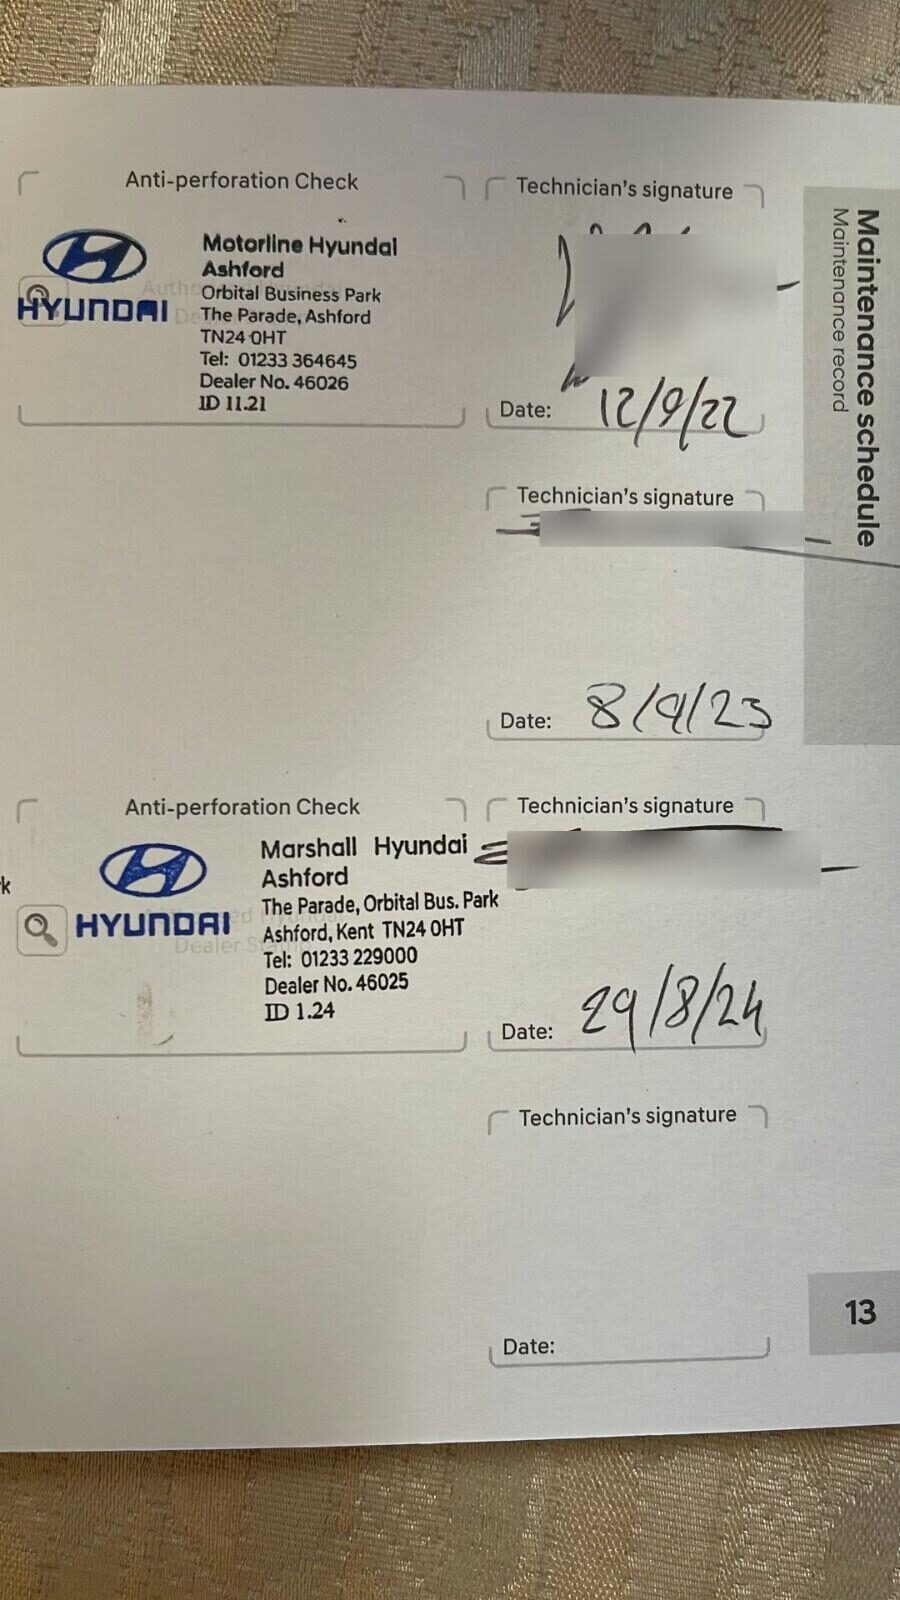 Anti-perforation Check
Technician's signature
Motorline Hyundai
Ashford
Orbital Business Park
The Parade, Ashford
TN24 0HT
Tel: 01233 364645
Dealer No. 46026
ID 11.21
HYUNDAI
Date: 12/9/22
Maintenance schedule
Maintenance record
Technician's signature
Date: 8/9/23
Anti-perforation Check
Technician's signature
Marshall Hyundai
Ashford
The Parade, Orbital Bus. Park
Ashford, Kent TN24 0HT
Tel: 01233 229000
Dealer No. 46025
ID 1.24
HYUNDAI
Dealer
k
Date: 29/8/24
Technician's signature
Date:
13